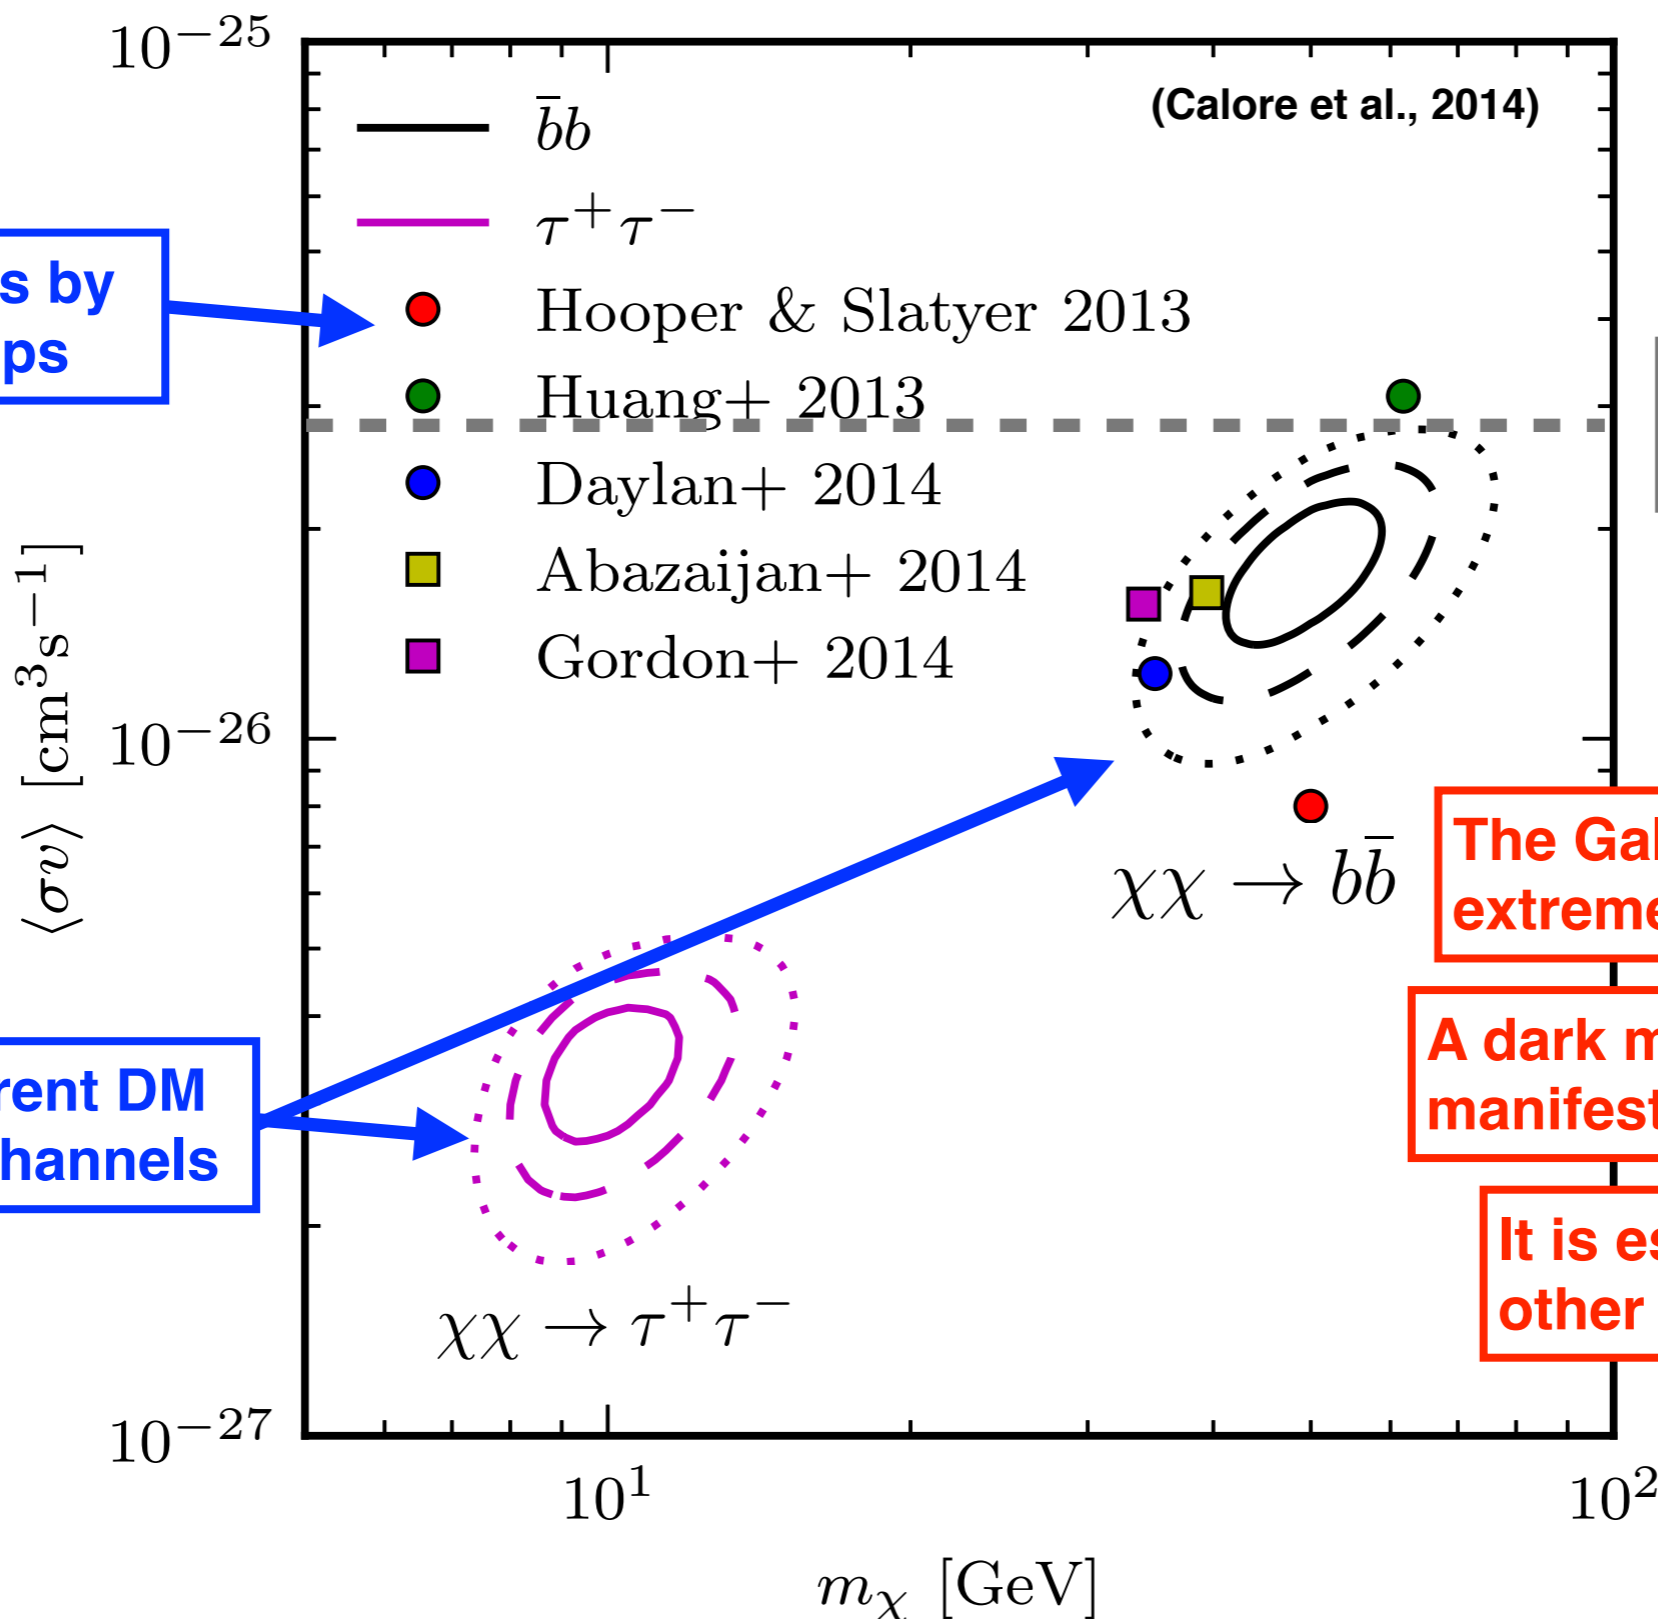 10⁻²⁵
(Calore et al., 2014)
b̄b
τ⁺τ⁻
s by
ps
Hooper & Slatyer 2013
Huang+ 2013
Daylan+ 2014
Abazaijan+ 2014
Gordon+ 2014
⟨σv⟩ [cm³s⁻¹]
10⁻²⁶
χχ → bb̄
The Gal
extreme
A dark m
manifest
rent DM
hannels
It is es
other
χχ → τ⁺τ⁻
10⁻²⁷
10¹
10²
mᵪ [GeV]